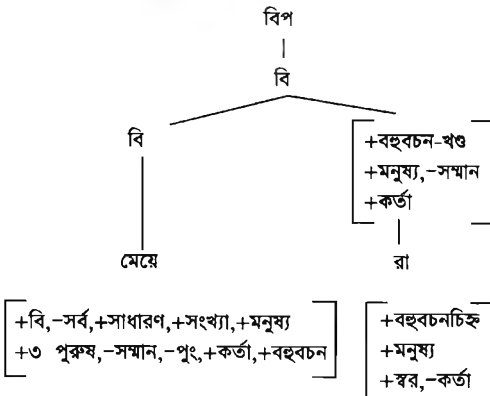 বিপ
বি
বি
+বহুবচন-খণ্ড
+মনুষ্য,-সম্মান
+কর্তা
মেয়ে
রা
+বি,-সর্ব,+সাধারণ,+সংখ্যা,+মনুষ্য
+৩ পুরুষ,-সম্মান,-পুং,+কর্তা,+বহুবচন
+বহুবচনচিহ্ন
+মনুষ্য
+স্বর,-কর্তা